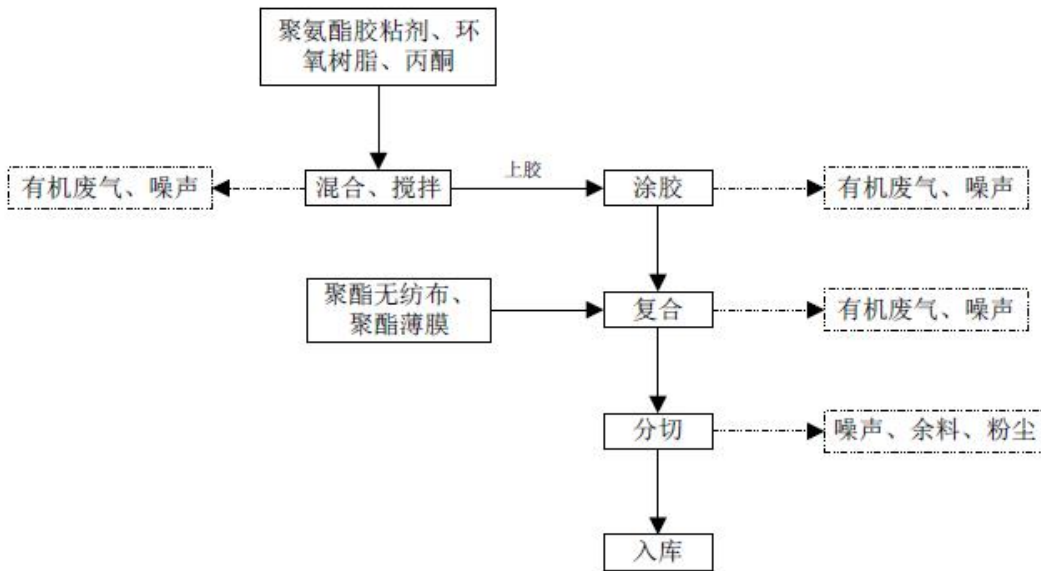 聚氨酯胶粘剂、环
氧树脂、丙酮
有机废气、噪声
混合、搅拌
上胶
涂胶
有机废气、噪声
聚酯无纺布、
聚酯薄膜
复合
有机废气、噪声
分切
噪声、余料、粉尘
入库